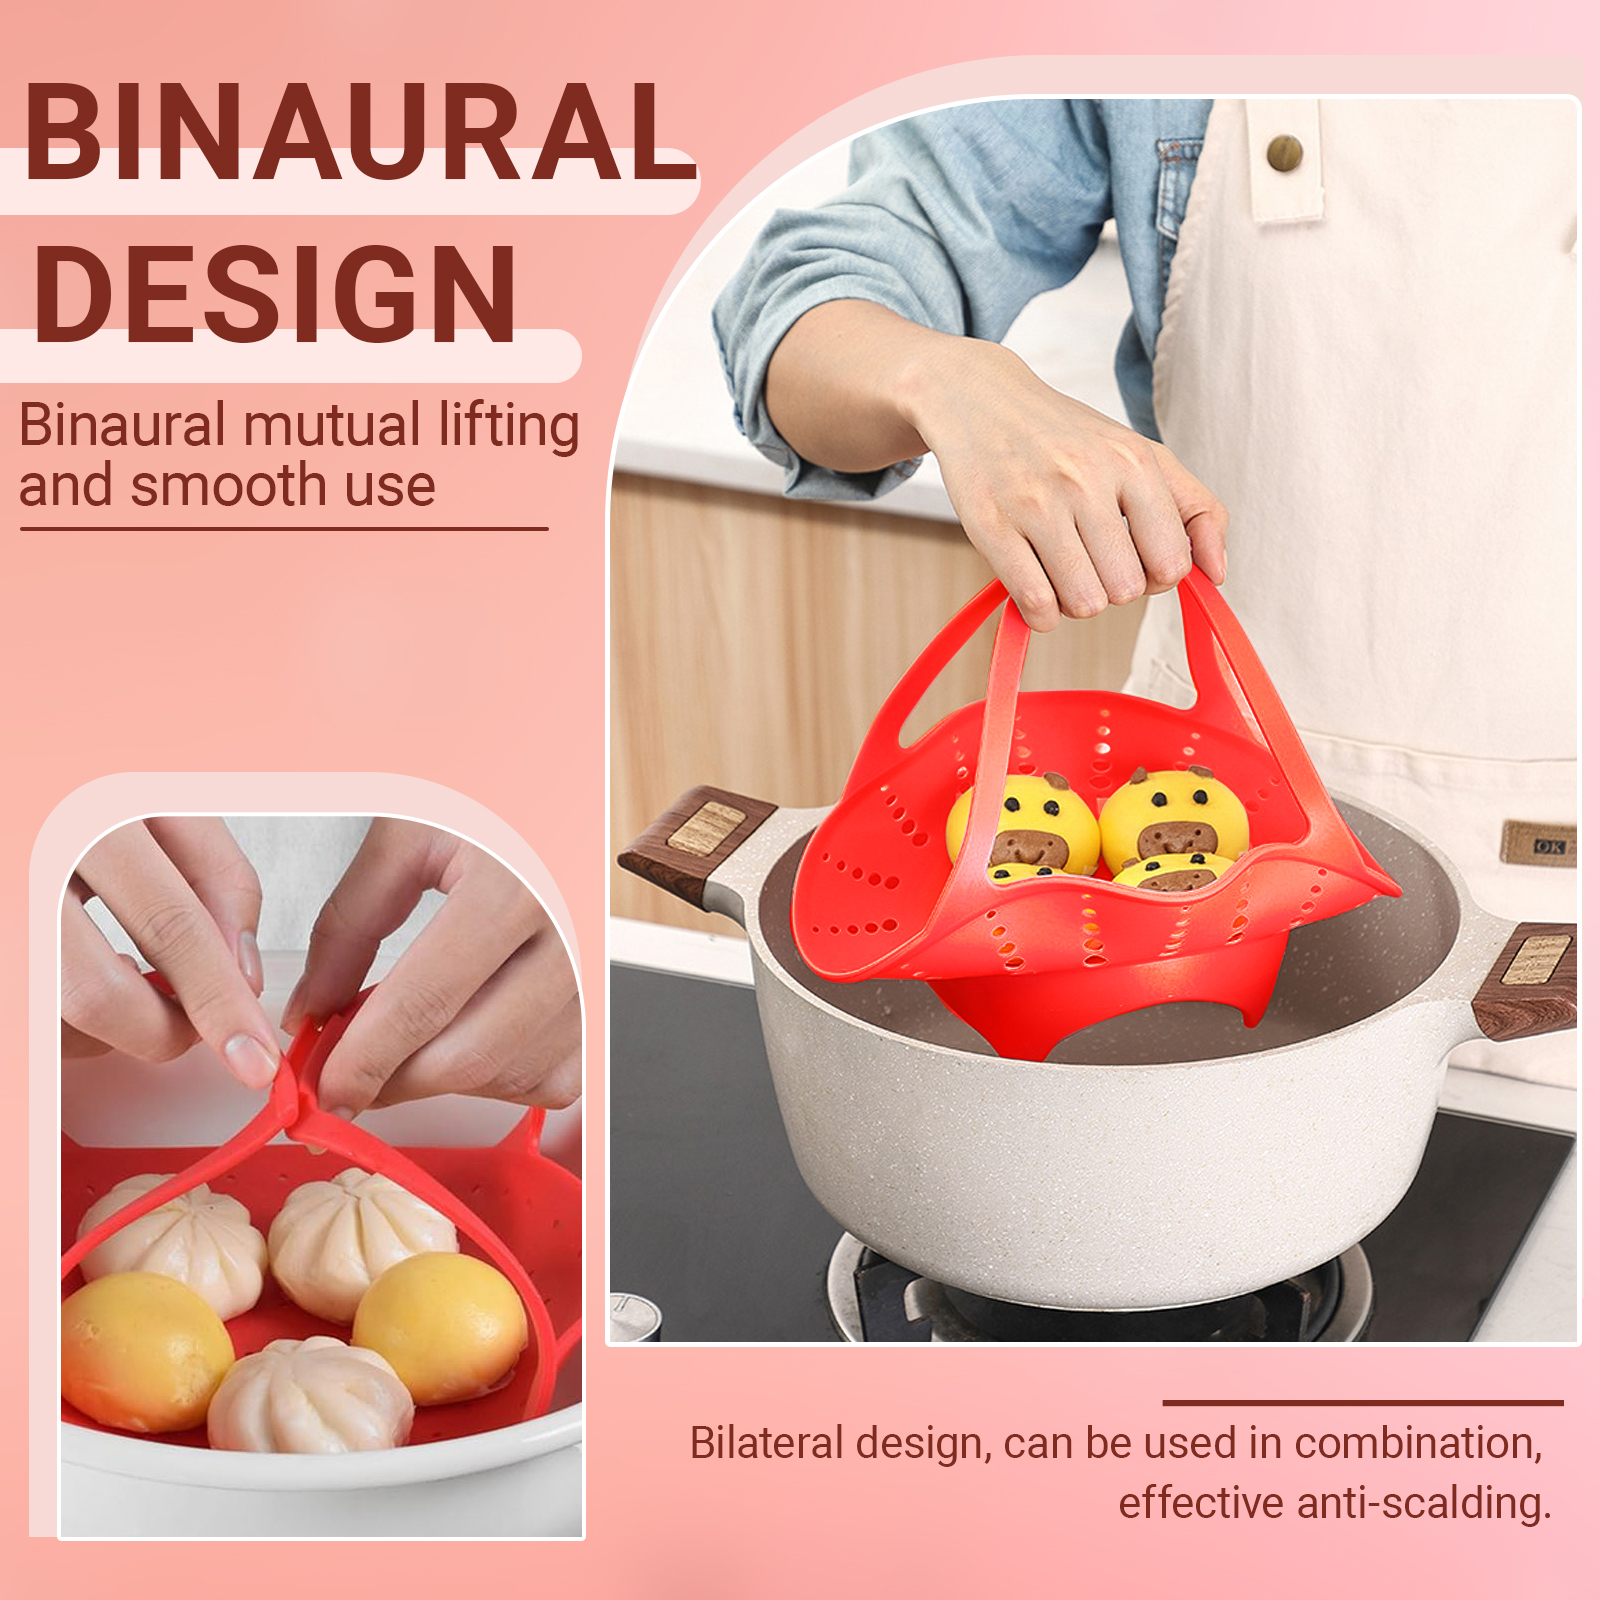 BINAURAL
DESIGN
Binaural mutual lifting
and smooth use
OK
Bilateral design, can be used in combination,
effective anti-scalding.